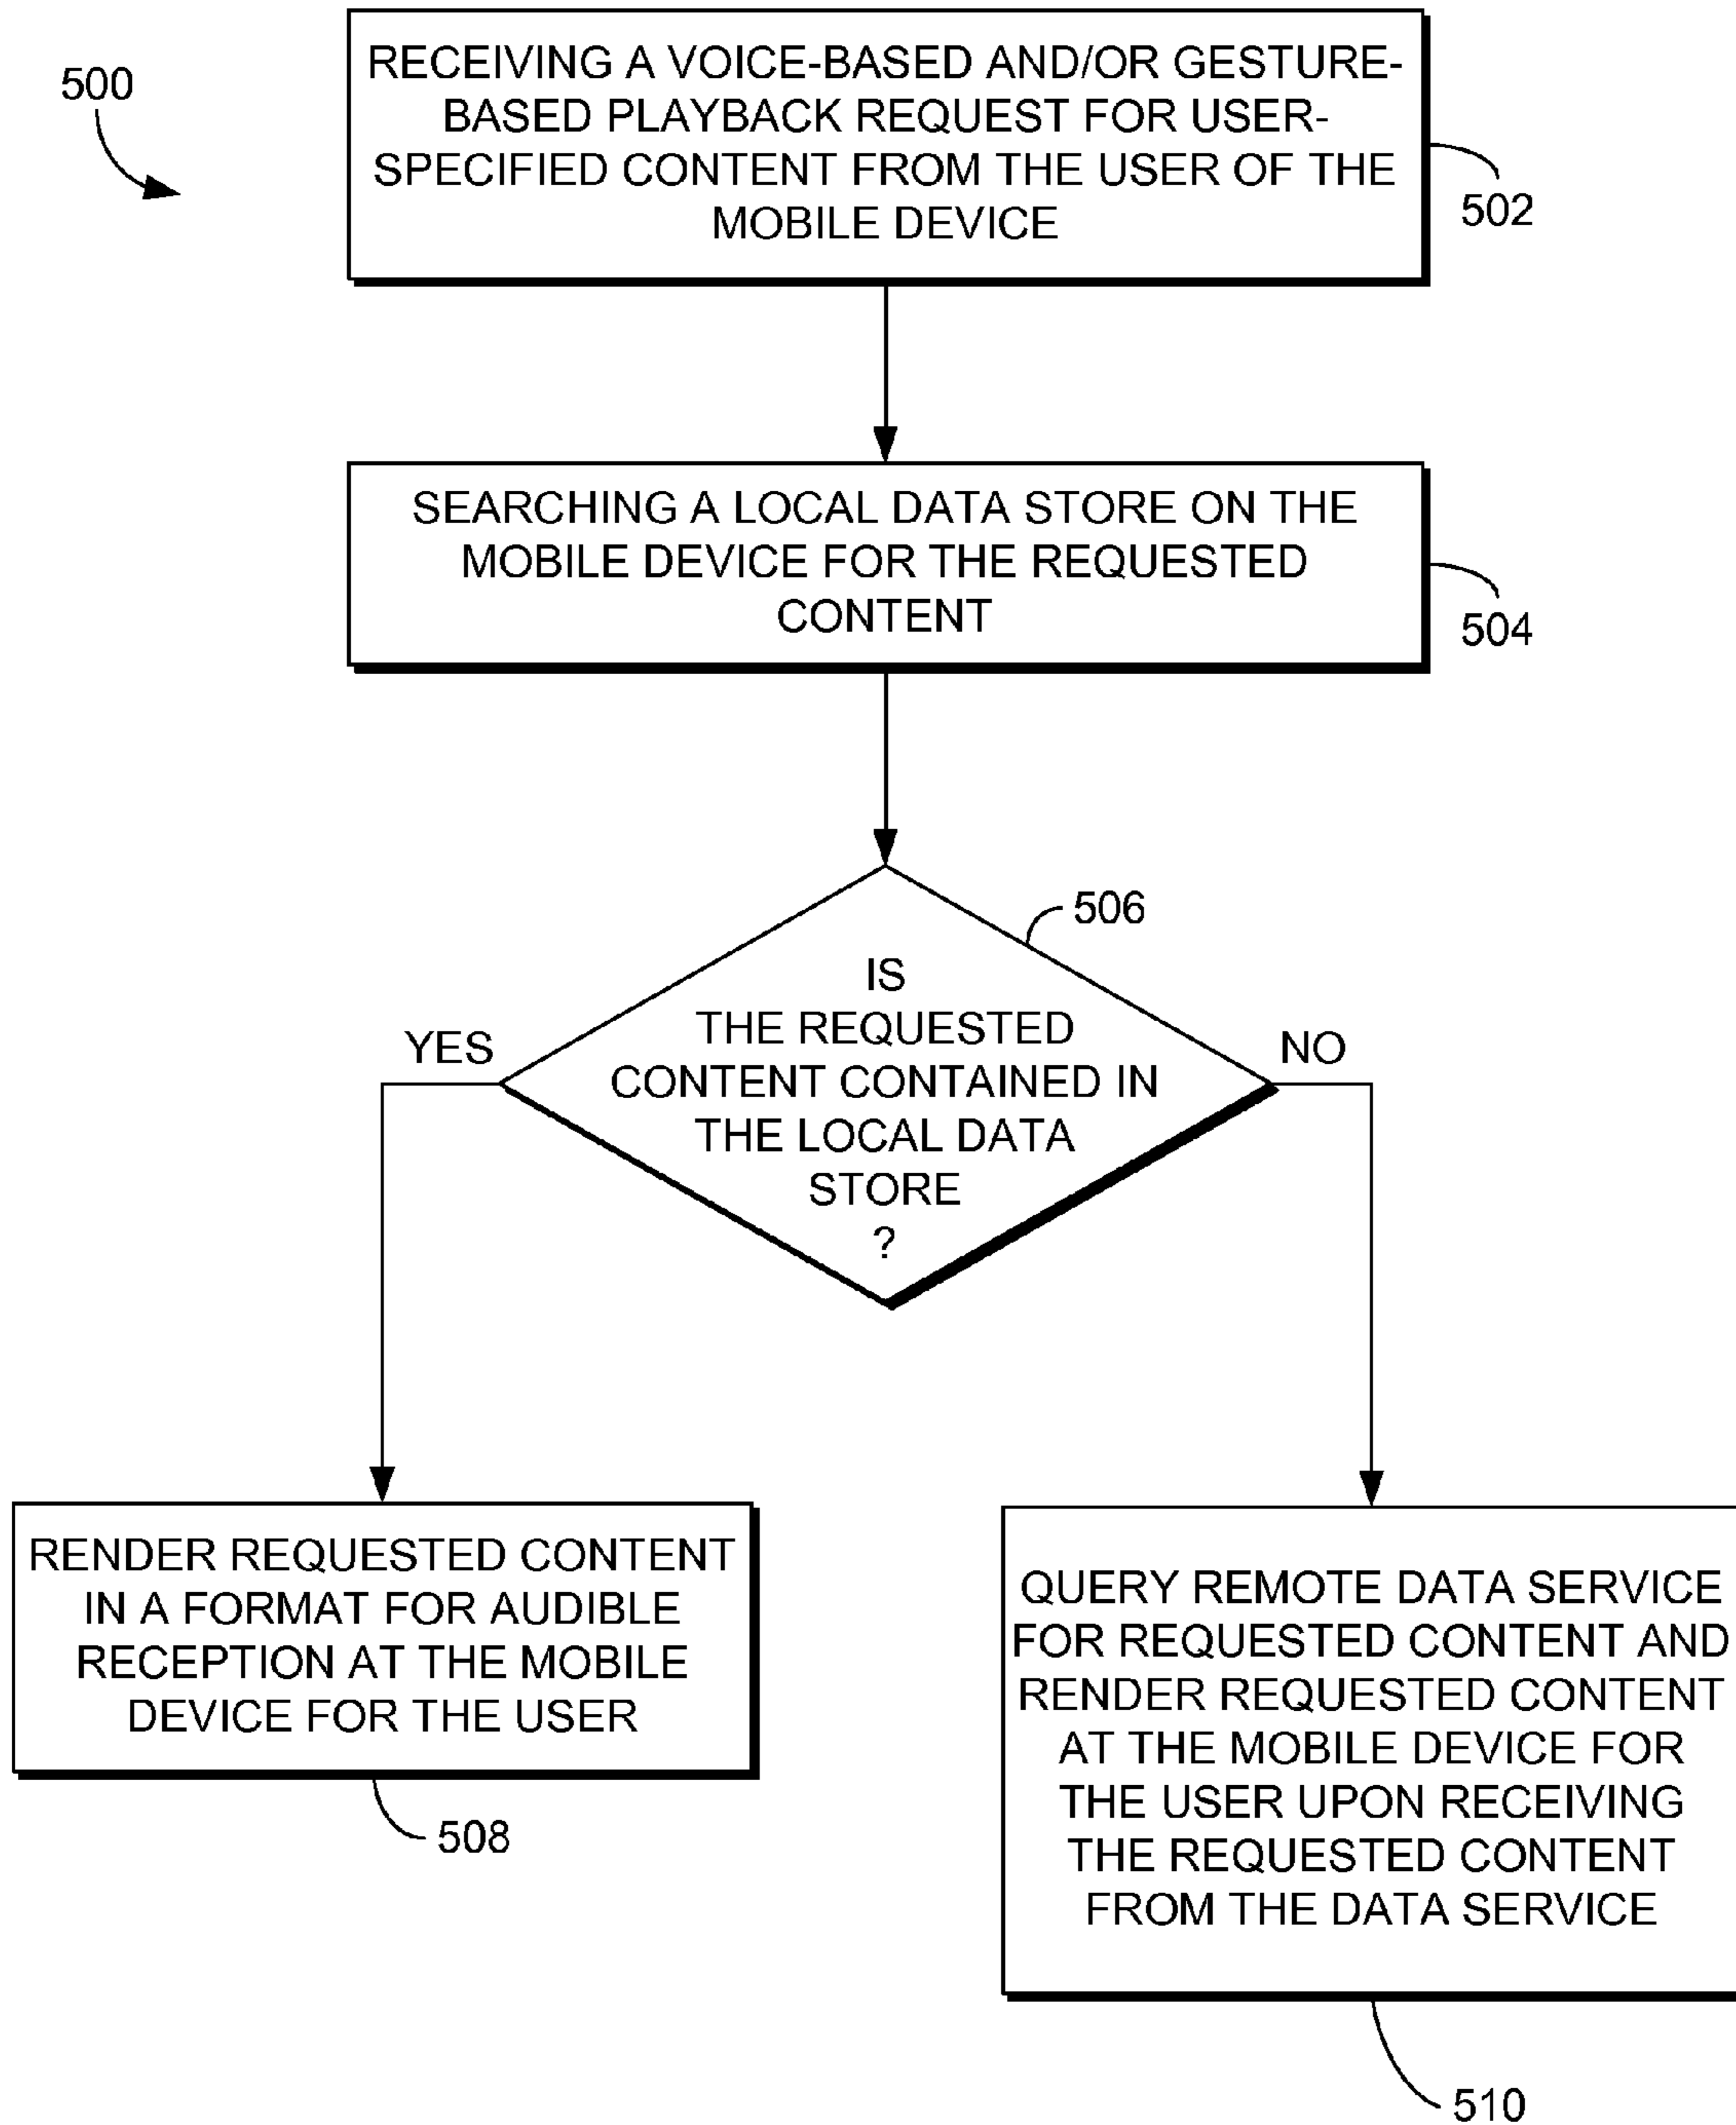 500
RECEIVING A VOICE-BASED AND/OR GESTURE-
BASED PLAYBACK REQUEST FOR USER-
SPECIFIED CONTENT FROM THE USER OF THE
MOBILE DEVICE
502
SEARCHING A LOCAL DATA STORE ON THE
MOBILE DEVICE FOR THE REQUESTED
CONTENT
504
506
IS
THE REQUESTED
CONTENT CONTAINED IN
THE LOCAL DATA
STORE
?
YES
NO
RENDER REQUESTED CONTENT
IN A FORMAT FOR AUDIBLE
RECEPTION AT THE MOBILE
DEVICE FOR THE USER
508
QUERY REMOTE DATA SERVICE
FOR REQUESTED CONTENT AND
RENDER REQUESTED CONTENT
AT THE MOBILE DEVICE FOR
THE USER UPON RECEIVING
THE REQUESTED CONTENT
FROM THE DATA SERVICE
510